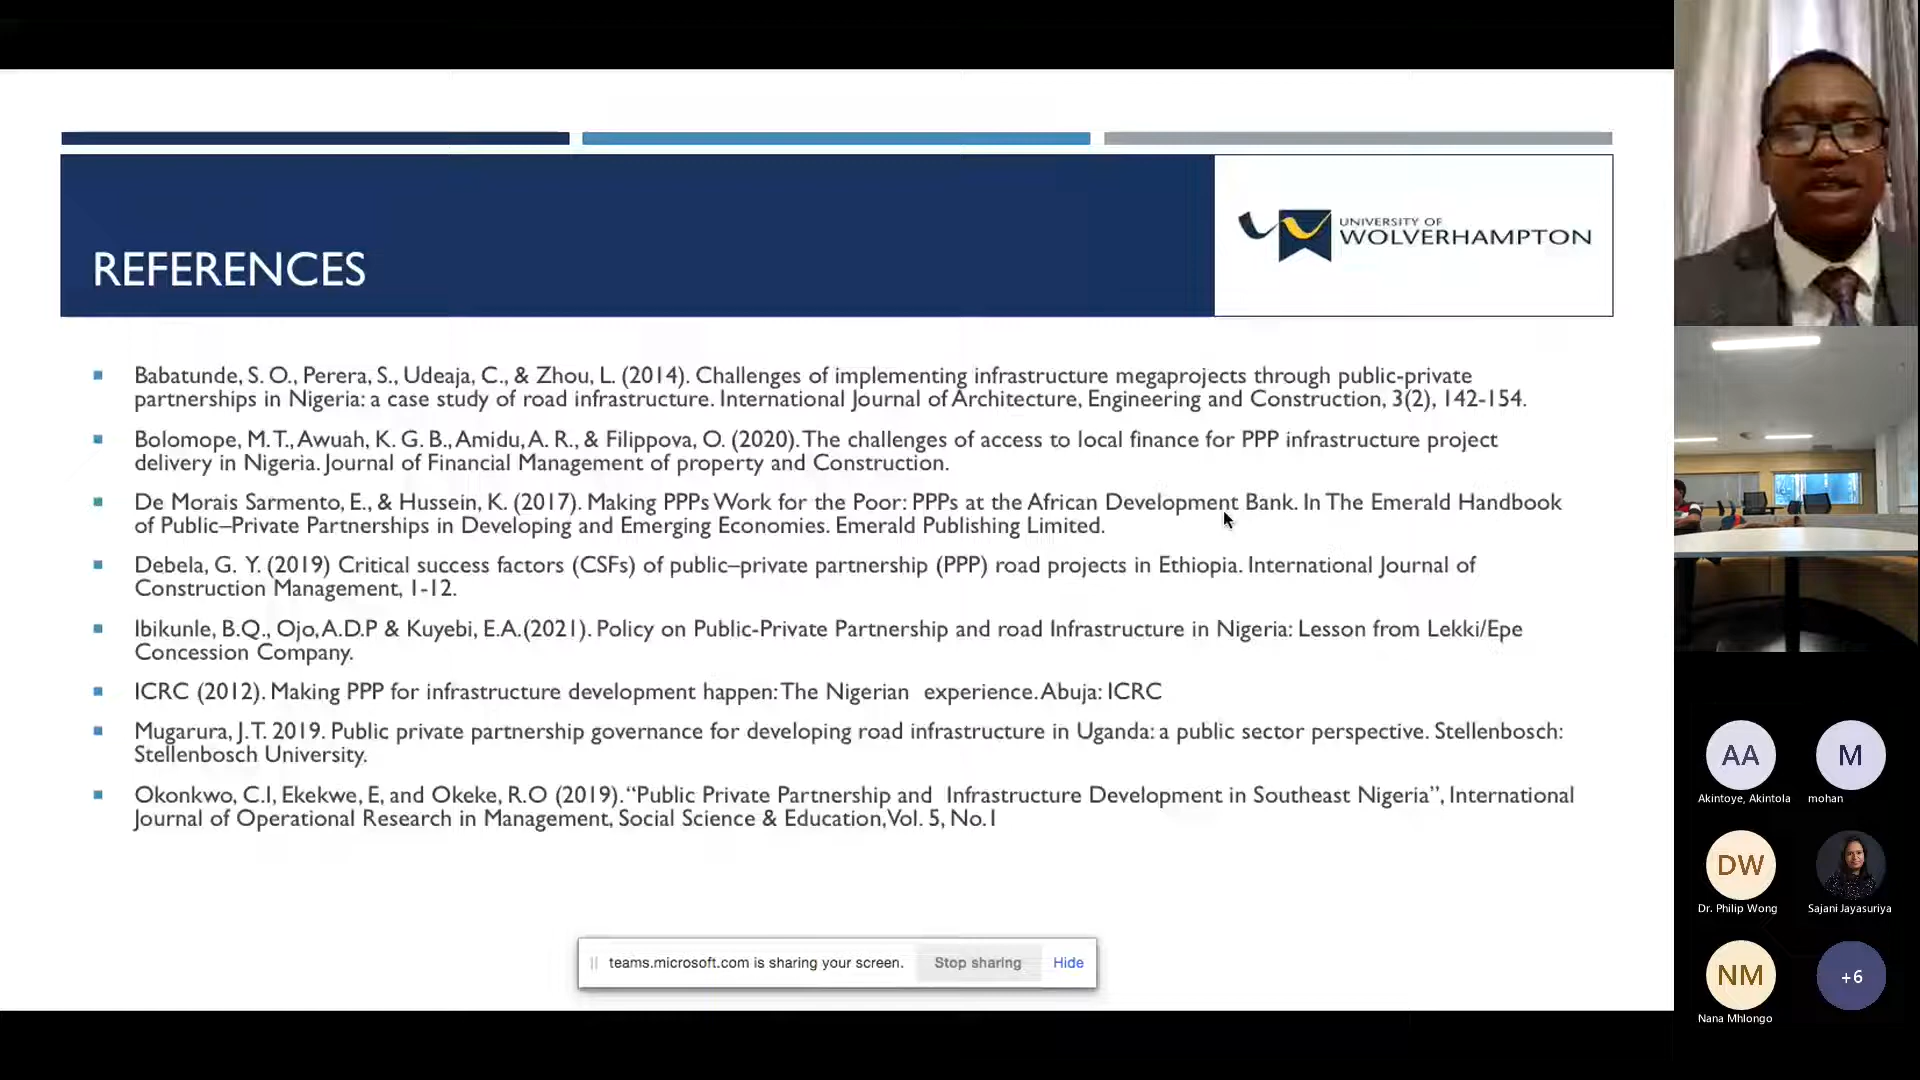 REFERENCES
UNIVERSITY OF
WOLVERHAMPTON
Babatunde, S. O., Perera, S., Udeaja, C., & Zhou, L. (2014). Challenges of implementing infrastructure megaprojects through public-private
partnerships in Nigeria: a case study of road infrastructure. International Journal of Architecture, Engineering and Construction, 3(2), 142-154.
Bolomope, M.T., Awuah, K. G. B., Amidu, A. R., & Filippova, O. (2020). The challenges of access to local finance for PPP infrastructure project
delivery in Nigeria. Journal of Financial Management of property and Construction.
De Morais Sarmento, E., & Hussein, K. (2017). Making PPPs Work for the Poor: PPPs at the African Development Bank. In The Emerald Handbook
of Public–Private Partnerships in Developing and Emerging Economies. Emerald Publishing Limited.
Debela, G. Y. (2019) Critical success factors (CSFs) of public–private partnership (PPP) road projects in Ethiopia. International Journal of
Construction Management, 1-12.
Ibikunle, B.Q., Ojo, A.D.P & Kuyebi, E.A.(2021). Policy on Public-Private Partnership and road Infrastructure in Nigeria: Lesson from Lekki/Epe
Concession Company.
ICRC (2012). Making PPP for infrastructure development happen: The Nigerian experience. Abuja: ICRC
Mugarura, J.T. 2019. Public private partnership governance for developing road infrastructure in Uganda: a public sector perspective. Stellenbosch:
Stellenbosch University.
Okonkwo, C.I, Ekekwe, E, and Okeke, R.O (2019). “Public Private Partnership and Infrastructure Development in Southeast Nigeria”, International
Journal of Operational Research in Management, Social Science & Education, Vol. 5, No.1
teams.microsoft.com is sharing your screen. Stop sharing Hide
AA M
Akintoye, Akintola mohan
DW
Dr. Philip Wong Sajani Jayasuriya
NM +6
Nana Mhlongo